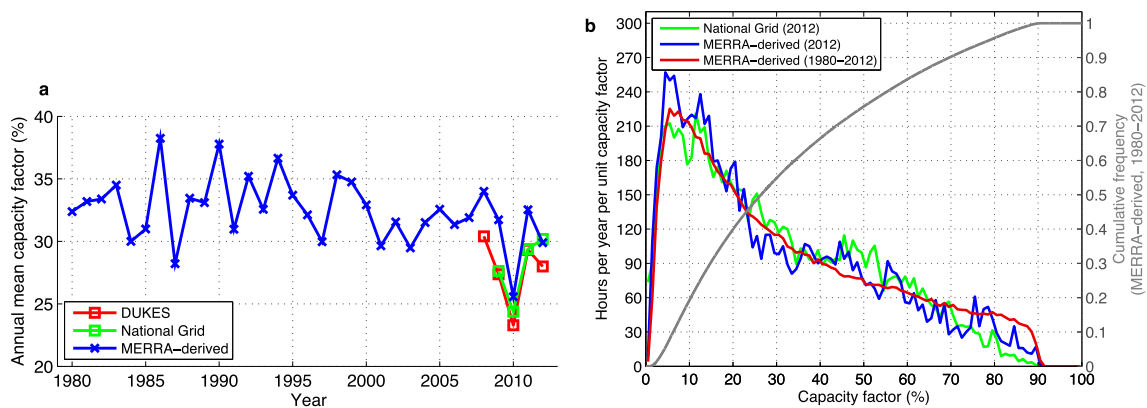 a
Annual mean capacity factor (%)
40
35
30
25
20
1980 1985 1990 1995 2000 2005 2010
Year
DUKES
National Grid
MERRA−derived
b
Hours per year per unit capacity factor
300
270
240
210
180
150
120
90
60
30
0
0 10 20 30 40 50 60 70 80 90 100
Capacity factor (%)
National Grid (2012)
MERRA−derived (2012)
MERRA−derived (1980−2012)
1
0.9
0.8
0.7
0.6
0.5
0.4
0.3
0.2
0.1
0
Cumulative frequency
(MERRA−derived, 1980−2012)